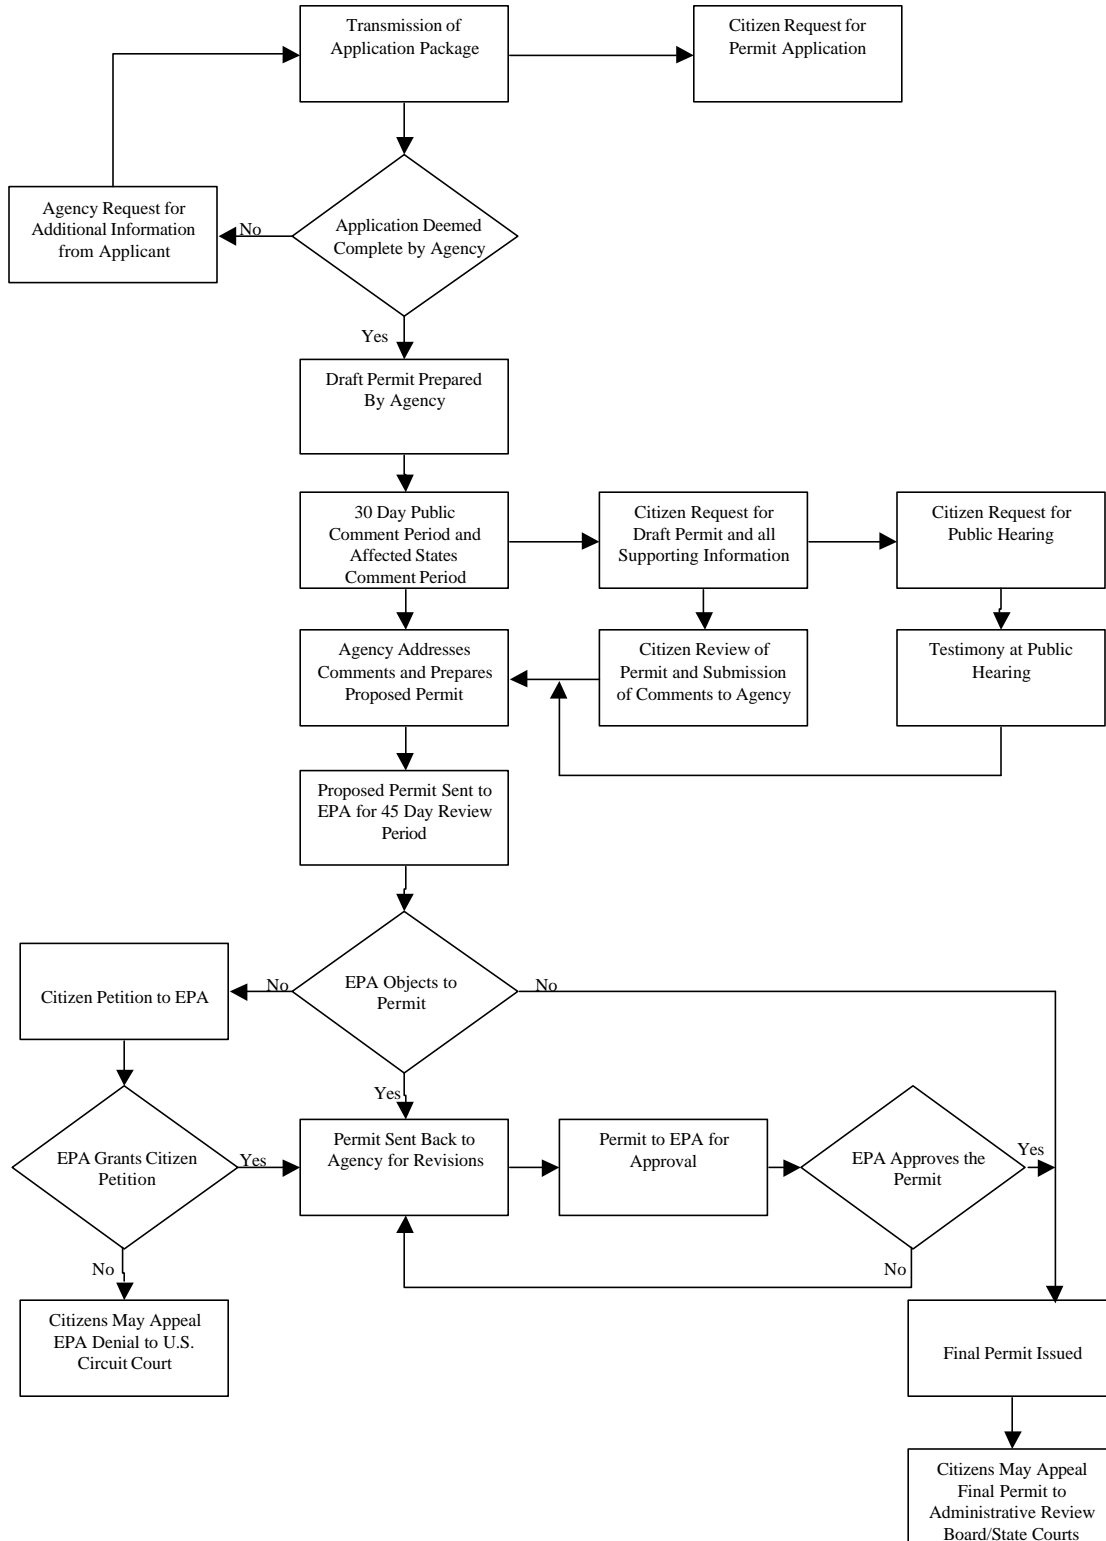 Transmission of
Application Package
Citizen Request for
Permit Application
Agency Request for
Additional Information
from Applicant
No
Application Deemed
Complete by Agency
Yes
Draft Permit Prepared
By Agency
30 Day Public
Comment Period and
Affected States
Comment Period
Citizen Request for
Draft Permit and all
Supporting Information
Citizen Request for
Public Hearing
Agency Addresses
Comments and Prepares
Proposed Permit
Citizen Review of
Permit and Submission
of Comments to Agency
Testimony at Public
Hearing
Proposed Permit Sent to
EPA for 45 Day Review
Period
Citizen Petition to EPA
No
EPA Objects to
Permit
No
Yes
EPA Grants Citizen
Petition
Yes
Permit Sent Back to
Agency for Revisions
Permit to EPA for
Approval
EPA Approves the
Permit
Yes
No
No
Citizens May Appeal
EPA Denial to U.S.
Circuit Court
Final Permit Issued
Citizens May Appeal
Final Permit to
Administrative Review
Board/State Courts